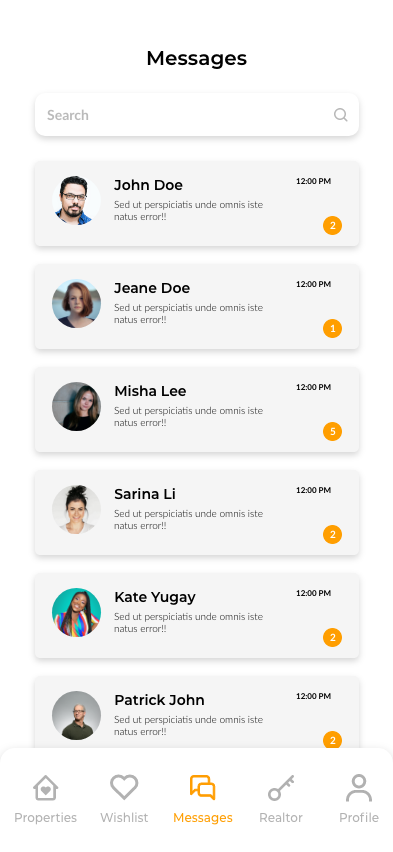 Messages
Search
John Doe
12:00 PM
Sed ut perspiciatis unde omnis iste
natus error!!
2
Jeane Doe
12:00 PM
Sed ut perspiciatis unde omnis iste
natus error!!
1
Misha Lee
12:00 PM
Sed ut perspiciatis unde omnis iste
natus error!!
5
Sarina Li
12:00 PM
Sed ut perspiciatis unde omnis iste
natus error!!
2
Kate Yugay
12:00 PM
Sed ut perspiciatis unde omnis iste
natus error!!
2
Patrick John
12:00 PM
Sed ut perspiciatis unde omnis iste
natus error!!
2
Properties Wishlist Messages Realtor Profile